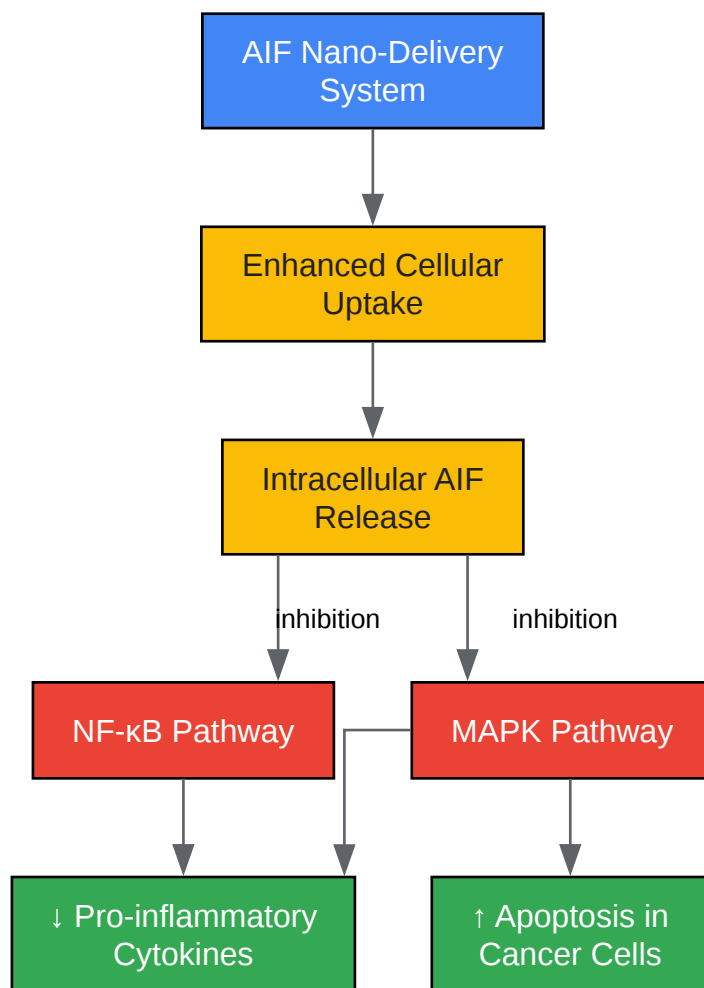 AIF Nano-Delivery
System
Enhanced Cellular
Uptake
Intracellular AIF
Release
inhibition
inhibition
NF-κB Pathway
MAPK Pathway
↓ Pro-inflammatory
Cytokines
↑ Apoptosis in
Cancer Cells